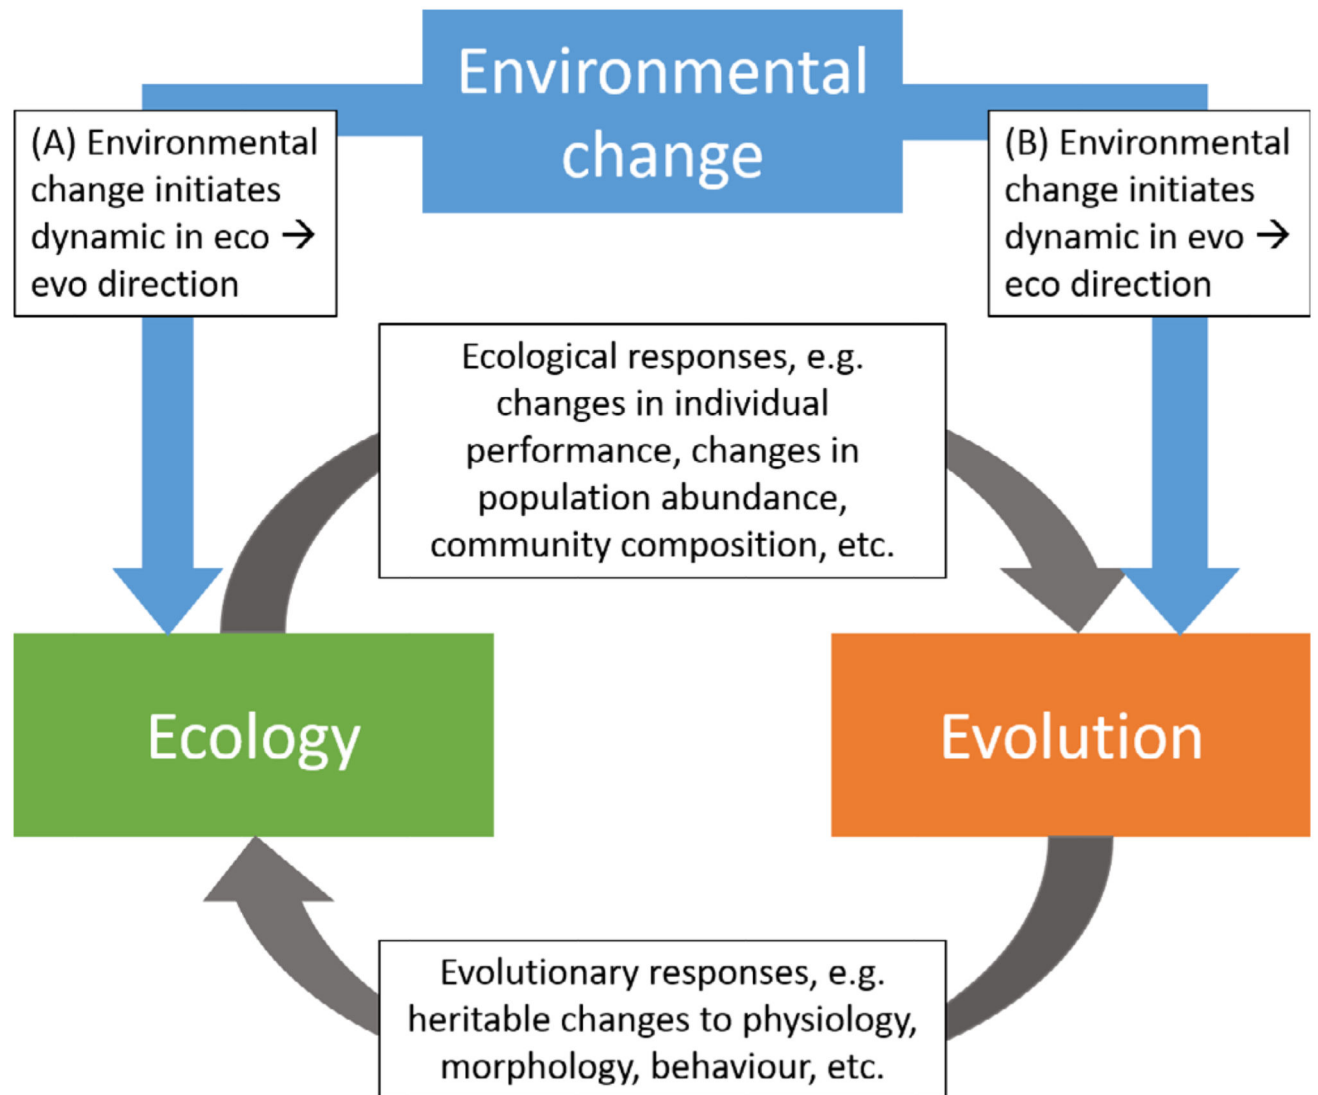 Environmental
change
(A) Environmental
change initiates
dynamic in eco →
evo direction
(B) Environmental
change initiates
dynamic in evo →
eco direction
Ecological responses, e.g.
changes in individual
performance, changes in
population abundance,
community composition, etc.
Ecology
Evolution
Evolutionary responses, e.g.
heritable changes to physiology,
morphology, behaviour, etc.